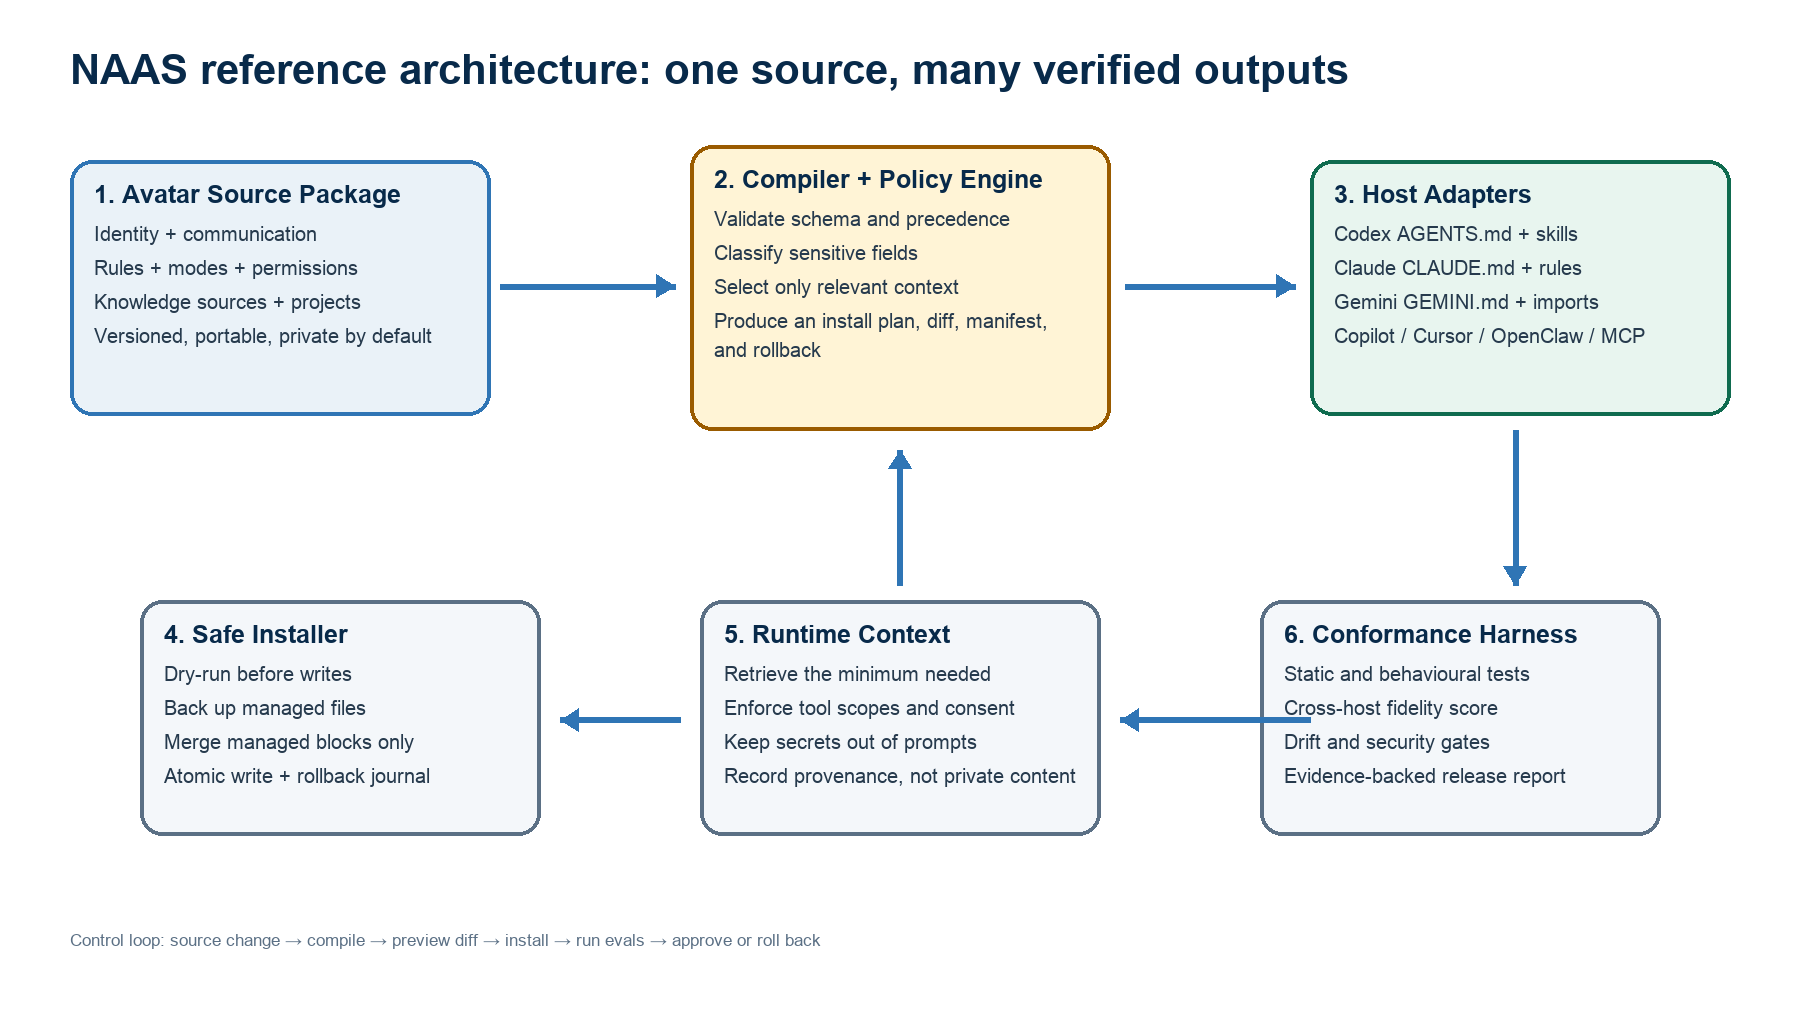 NAAS reference architecture: one source, many verified outputs
1. Avatar Source Package
Identity + communication
Rules + modes + permissions
Knowledge sources + projects
Versioned, portable, private by default
2. Compiler + Policy Engine
Validate schema and precedence
Classify sensitive fields
Select only relevant context
Produce an install plan, diff, manifest,
and rollback
3. Host Adapters
Codex AGENTS.md + skills
Claude CLAUDE.md + rules
Gemini GEMINI.md + imports
Copilot / Cursor / OpenClaw / MCP
4. Safe Installer
Dry-run before writes
Back up managed files
Merge managed blocks only
Atomic write + rollback journal
5. Runtime Context
Retrieve the minimum needed
Enforce tool scopes and consent
Keep secrets out of prompts
Record provenance, not private content
6. Conformance Harness
Static and behavioural tests
Cross-host fidelity score
Drift and security gates
Evidence-backed release report
Control loop: source change → compile → preview diff → install → run evals → approve or roll back